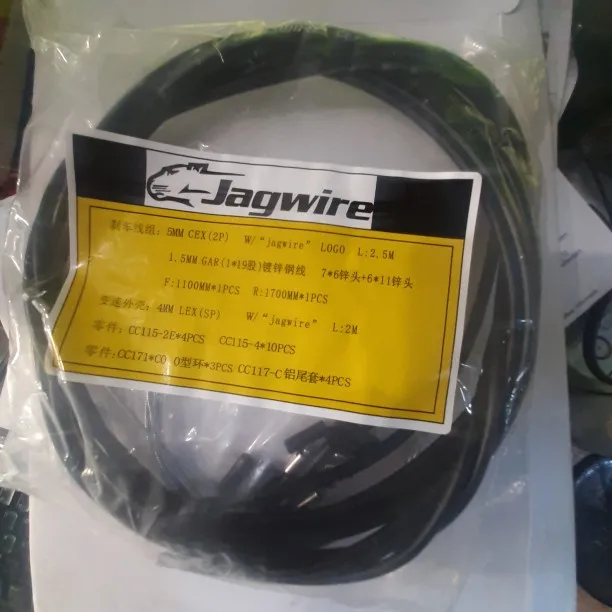 Jagwire
刹车线组: 5MM CEX(2P) W/"jagwire" LOGO L:2.5M
1.5MM GAR(1*19股)镀锌钢线 7*6锌头+6*11锌头
F:1100MM*1PCS R:1700MM*1PCS
变速外壳: 4MM LEX(SP) W/"Jagwire" L:2M
零件: CC115-2E*4PCS CC115-4*10PCS
零件: CC171*CO O型环*3PCS CC117-C 铝尾套*4PCS